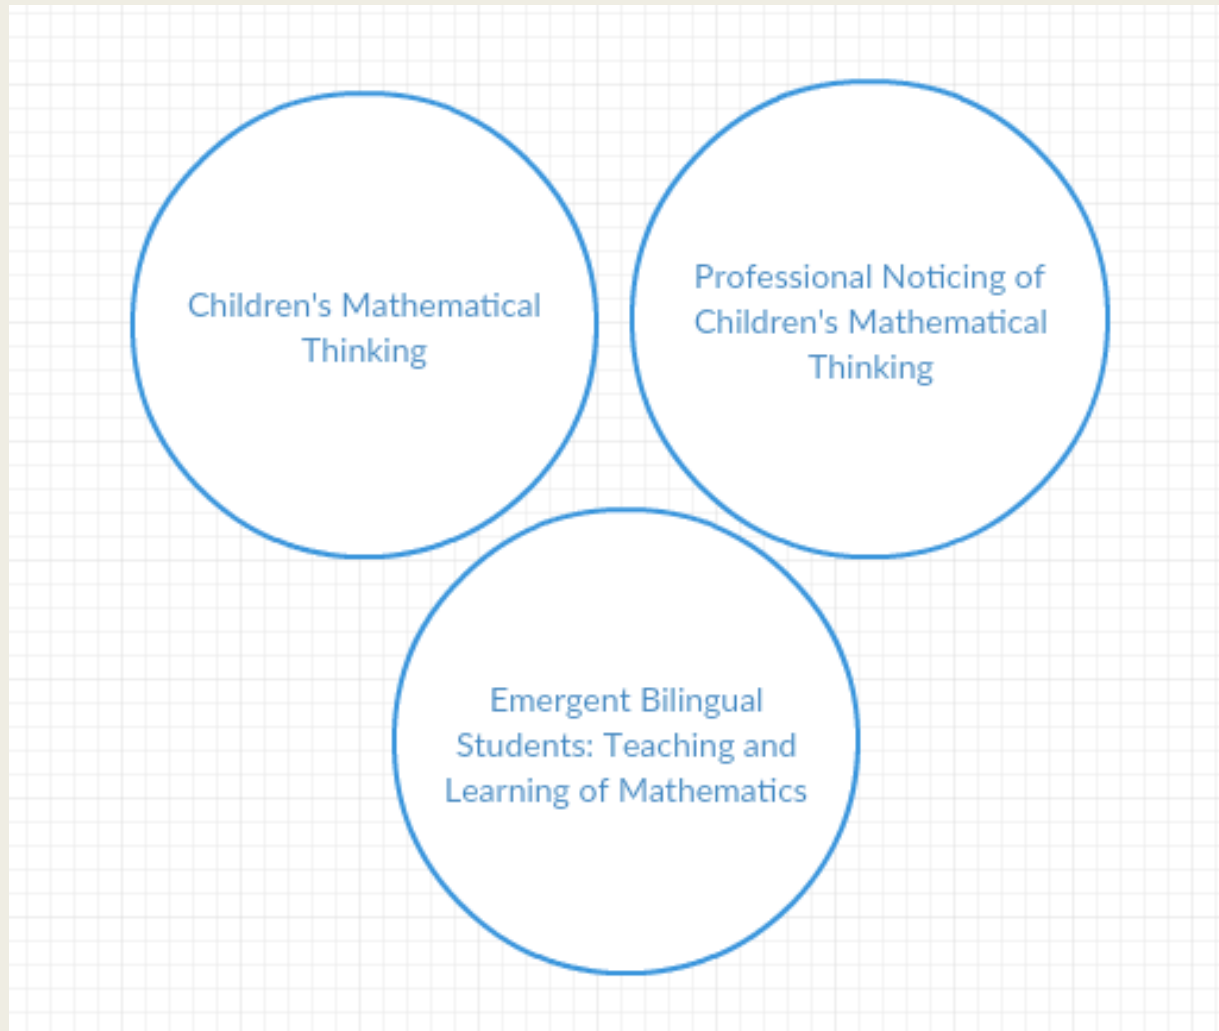 Children's Mathematical
Thinking
Professional Noticing of
Children's Mathematical
Thinking
Emergent Bilingual
Students: Teaching and
Learning of Mathematics